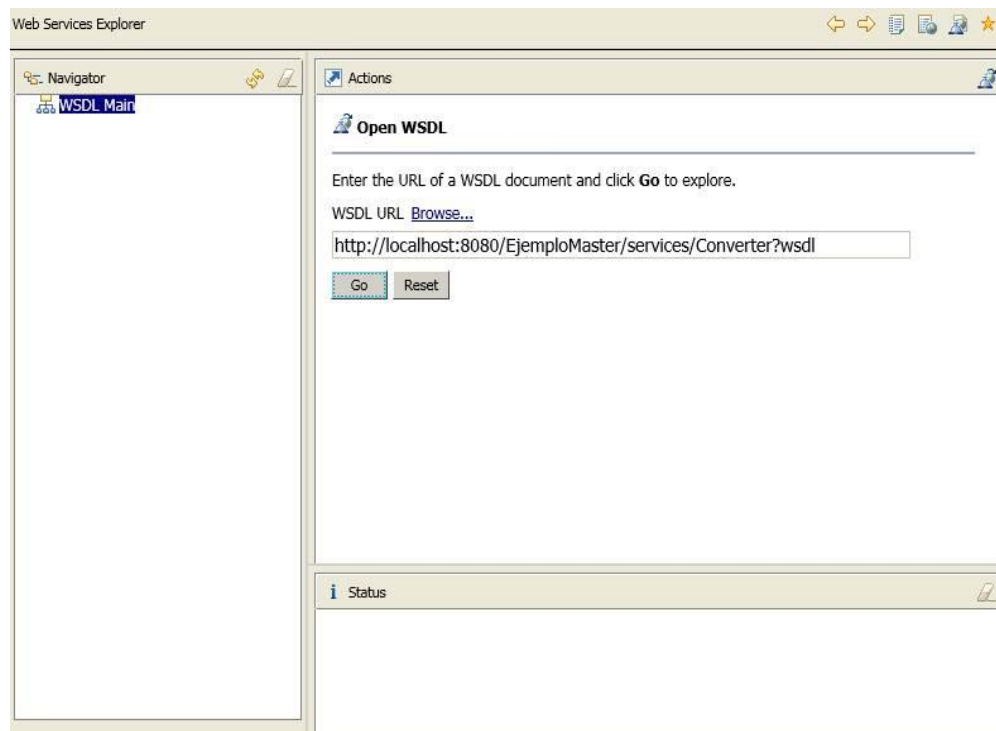 Web Services Explorer
Navigator
WSDL Main
Actions
Open WSDL
Enter the URL of a WSDL document and click Go to explore.
WSDL URL Browse...
http://localhost:8080/EjemploMaster/services/Converter?wsdl
Go Reset
i Status